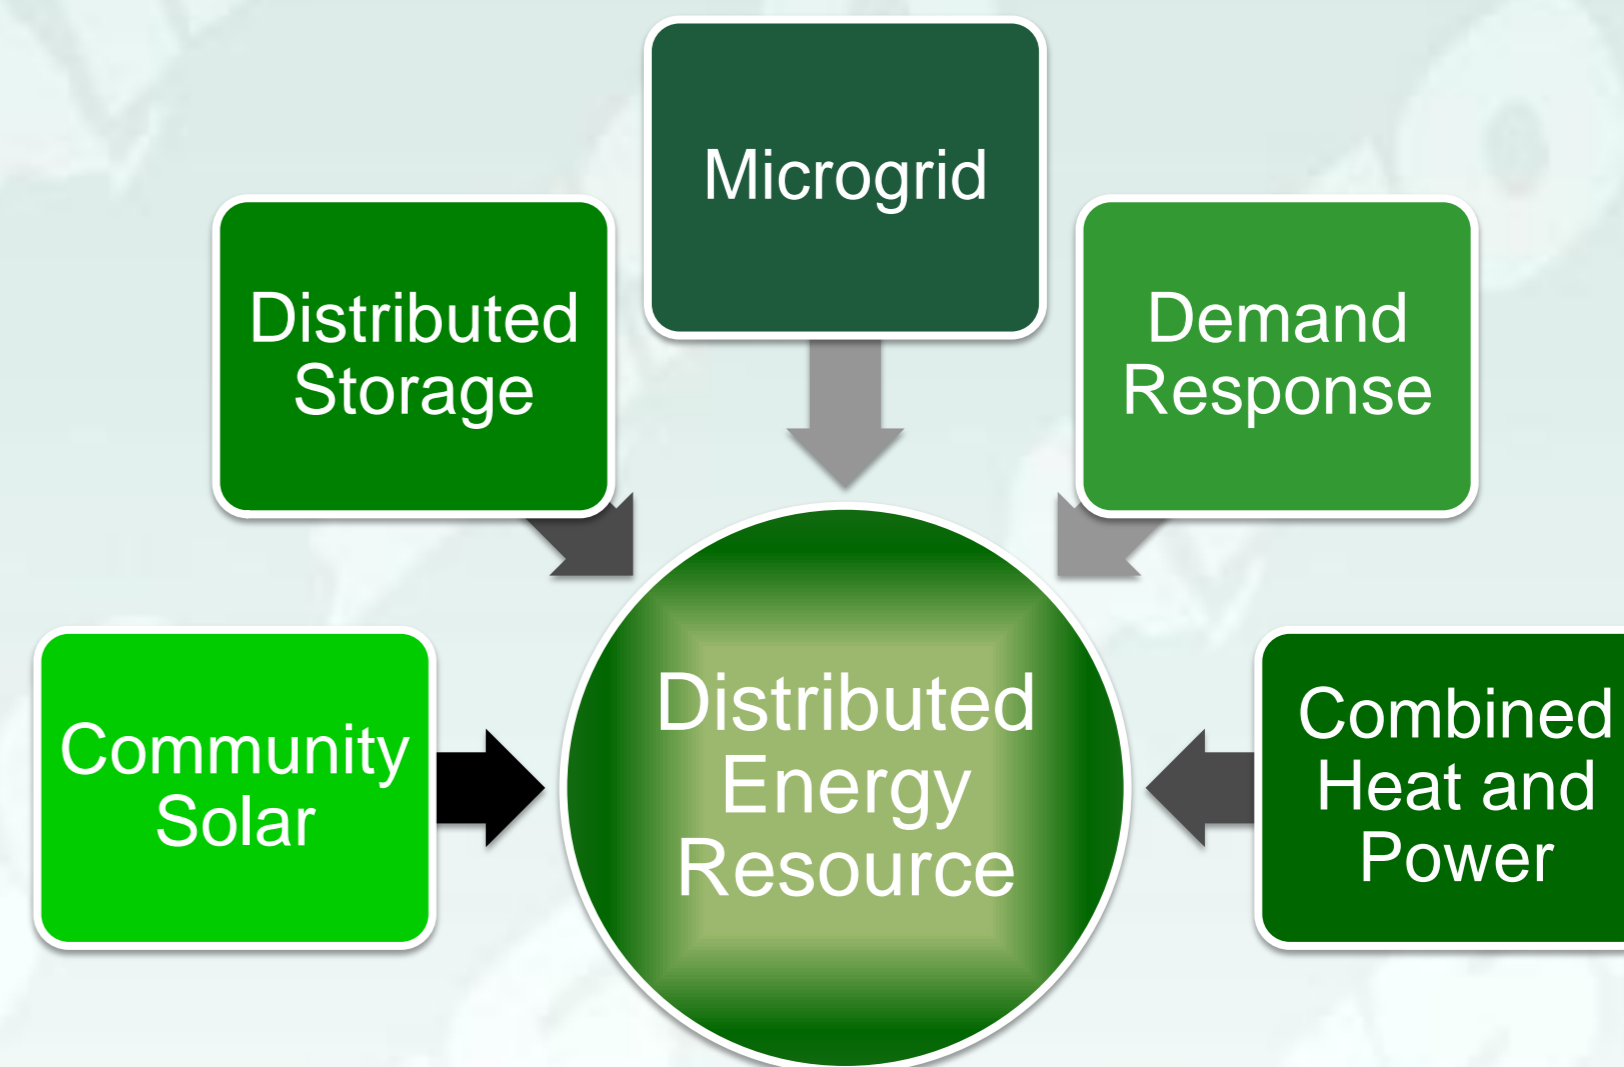 Microgrid
Distributed
Storage
Demand
Response
Community
Solar
Distributed
Energy
Resource
Combined
Heat and
Power